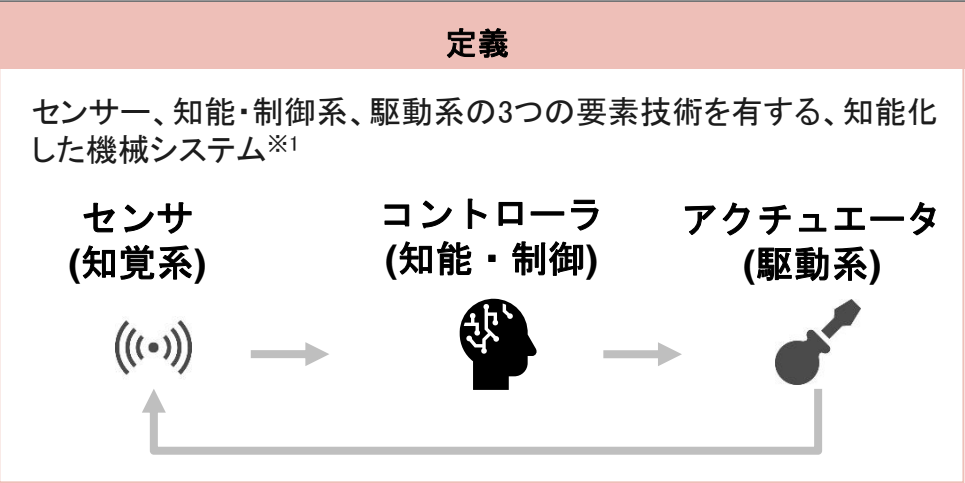 定義
センサー、知能・制御系、駆動系の3つの要素技術を有する、知能化
した機械システム※1
センサ
(知覚系)
コントローラ
(知能・制御)
アクチュエータ
(駆動系)